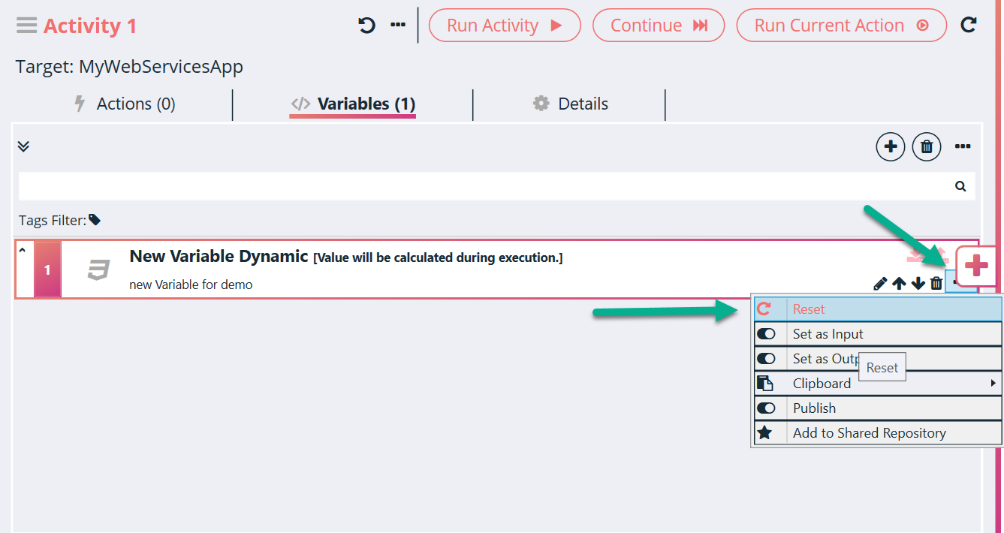 Activity 1
Run Activity
Continue
Run Current Action
Target: MyWebServicesApp
Actions (0)
Variables (1)
Details
Tags Filter:
1
New Variable Dynamic [Value will be calculated during execution.]
new Variable for demo
Reset
Set as Input
Set as Outp
Reset
Clipboard
Publish
Add to Shared Repository